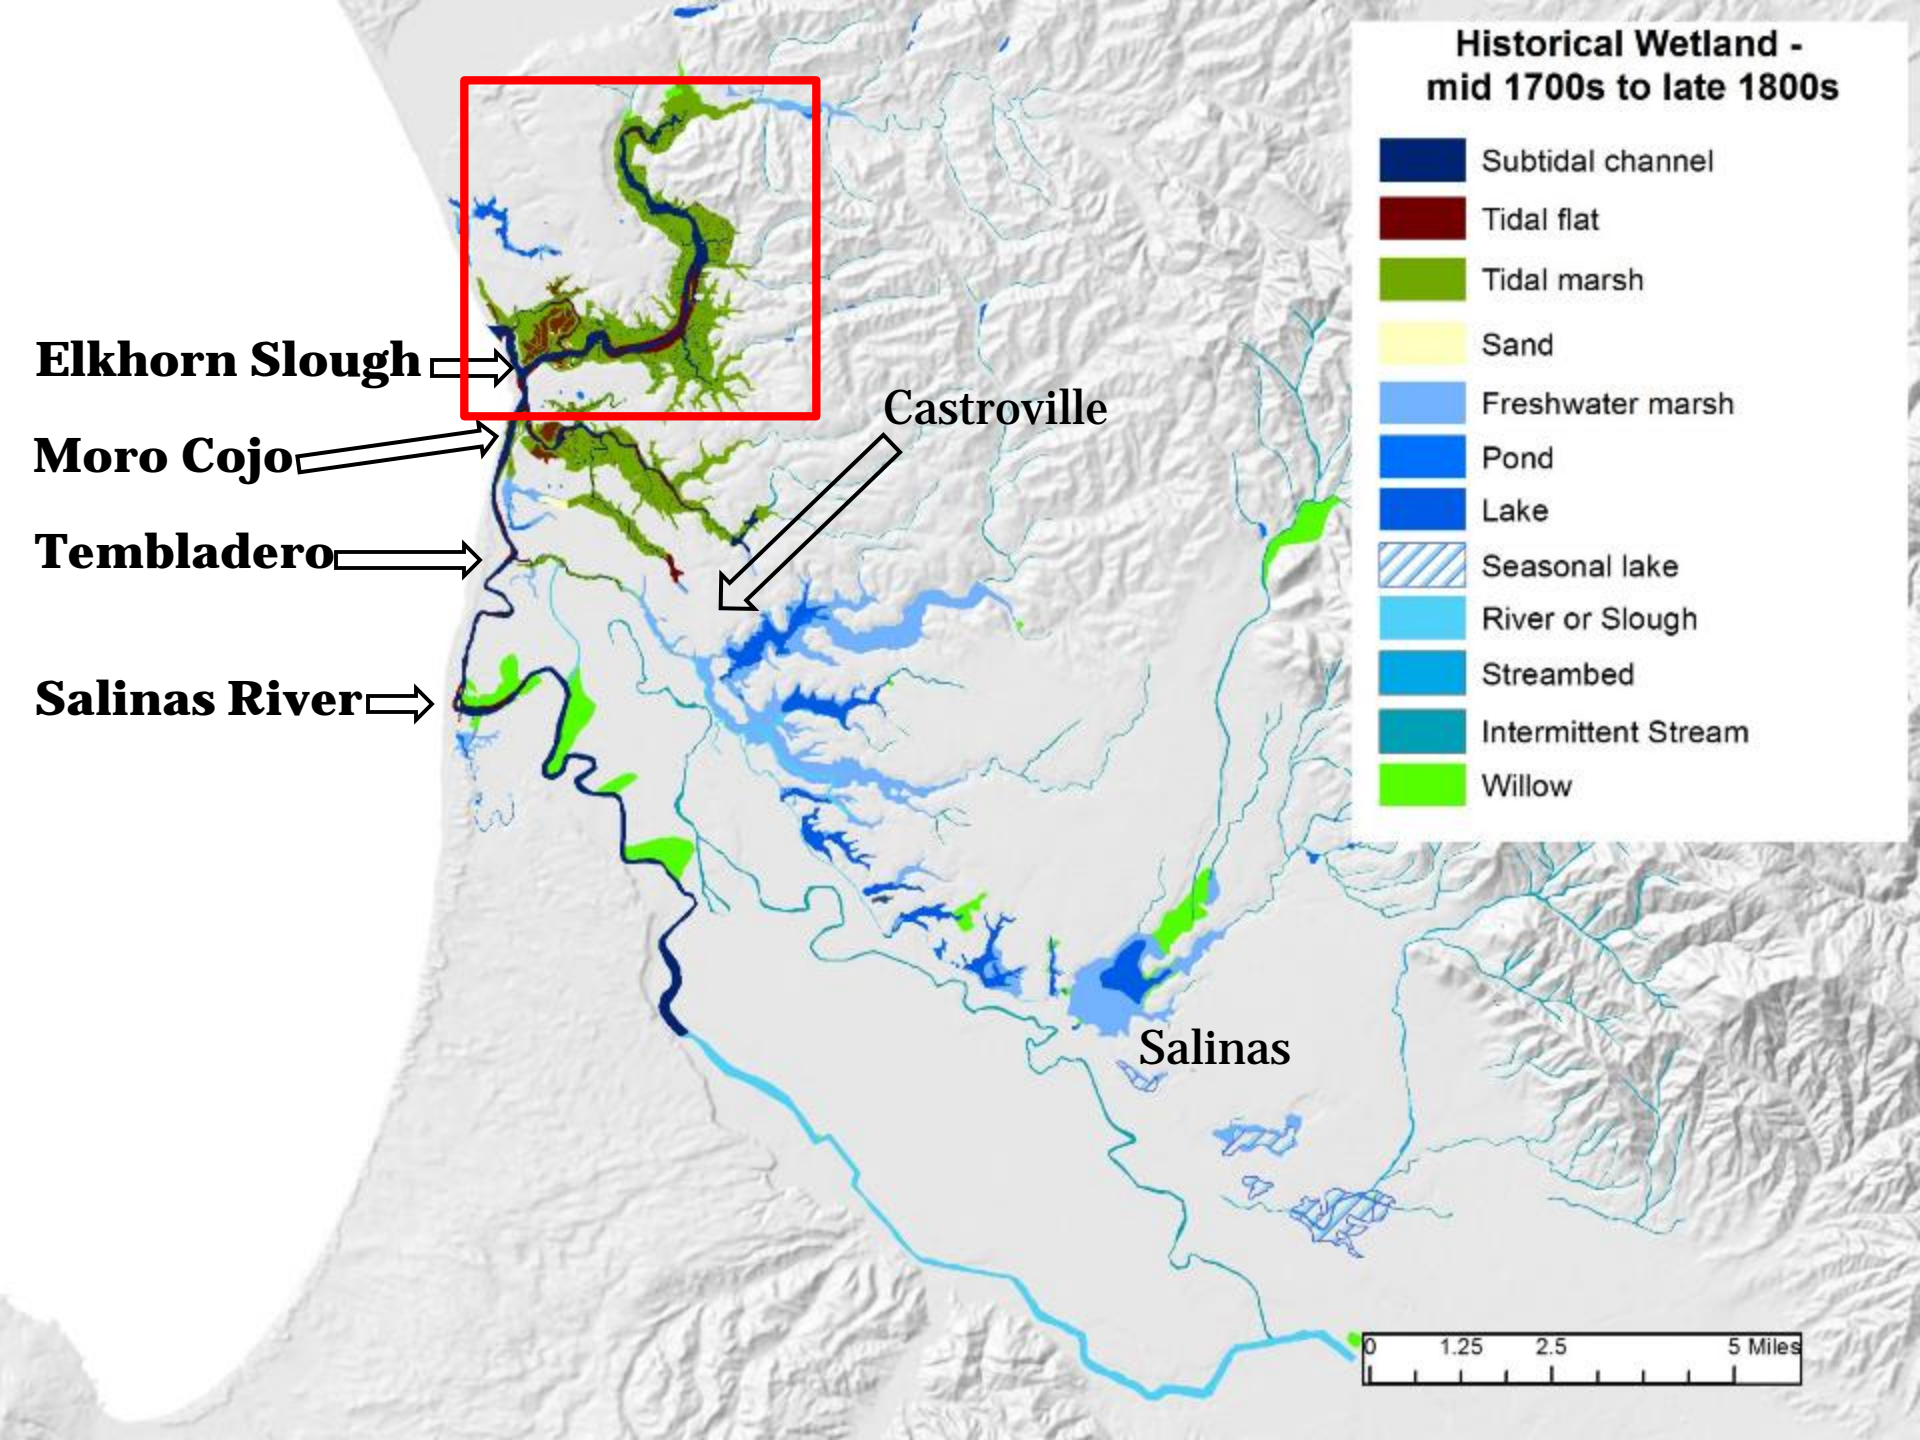 Historical Wetland -
mid 1700s to late 1800s
Subtidal channel
Tidal flat
Tidal marsh
Sand
Freshwater marsh
Pond
Lake
Seasonal lake
River or Slough
Streambed
Intermittent Stream
Willow
Elkhorn Slough
Castroville
Moro Cojo
Tembladero
Salinas River
Salinas
0 1.25 2.5 5 Miles